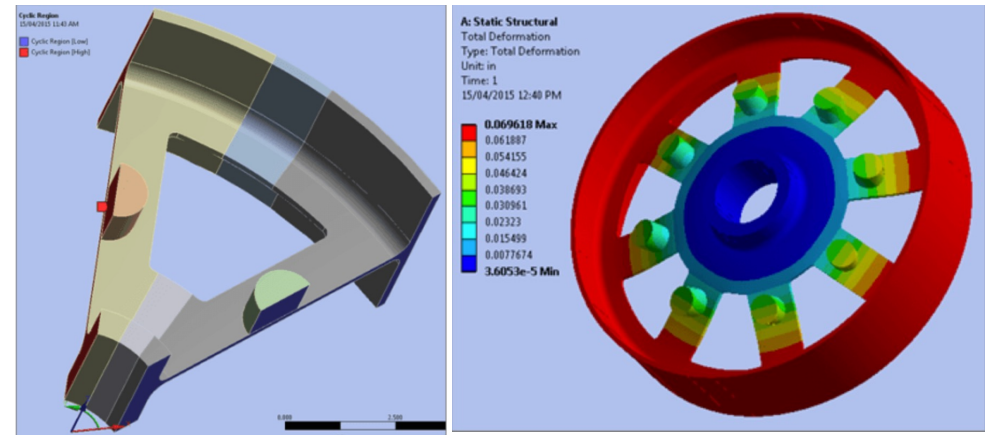 Cyclic Region
15/04/2015 11:43 AM
Cyclic Region [Low]
Cyclic Region [High]
0.000
2.500
A: Static Structural
Total Deformation
Type: Total Deformation
Unit: in
Time: 1
15/04/2015 12:40 PM
0.069618 Max
0.061887
0.054155
0.046424
0.038693
0.030961
0.02323
0.015499
0.0077674
3.6053e-5 Min